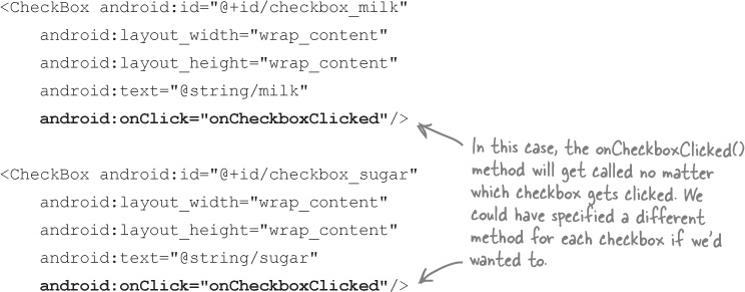 <CheckBox android:id="@+id/checkbox_milk"
android:layout_width="wrap_content"
android:layout_height="wrap_content"
android:text="@string/milk"
android:onClick="onCheckboxClicked"/>
<CheckBox android:id="@+id/checkbox_sugar"
android:layout_width="wrap_content"
android:layout_height="wrap_content"
android:text="@string/sugar"
android:onClick="onCheckboxClicked"/>
In this case, the onCheckboxClicked()
method will get called no matter
which checkbox gets clicked. We
could have specified a different
method for each checkbox if we'd
wanted to.